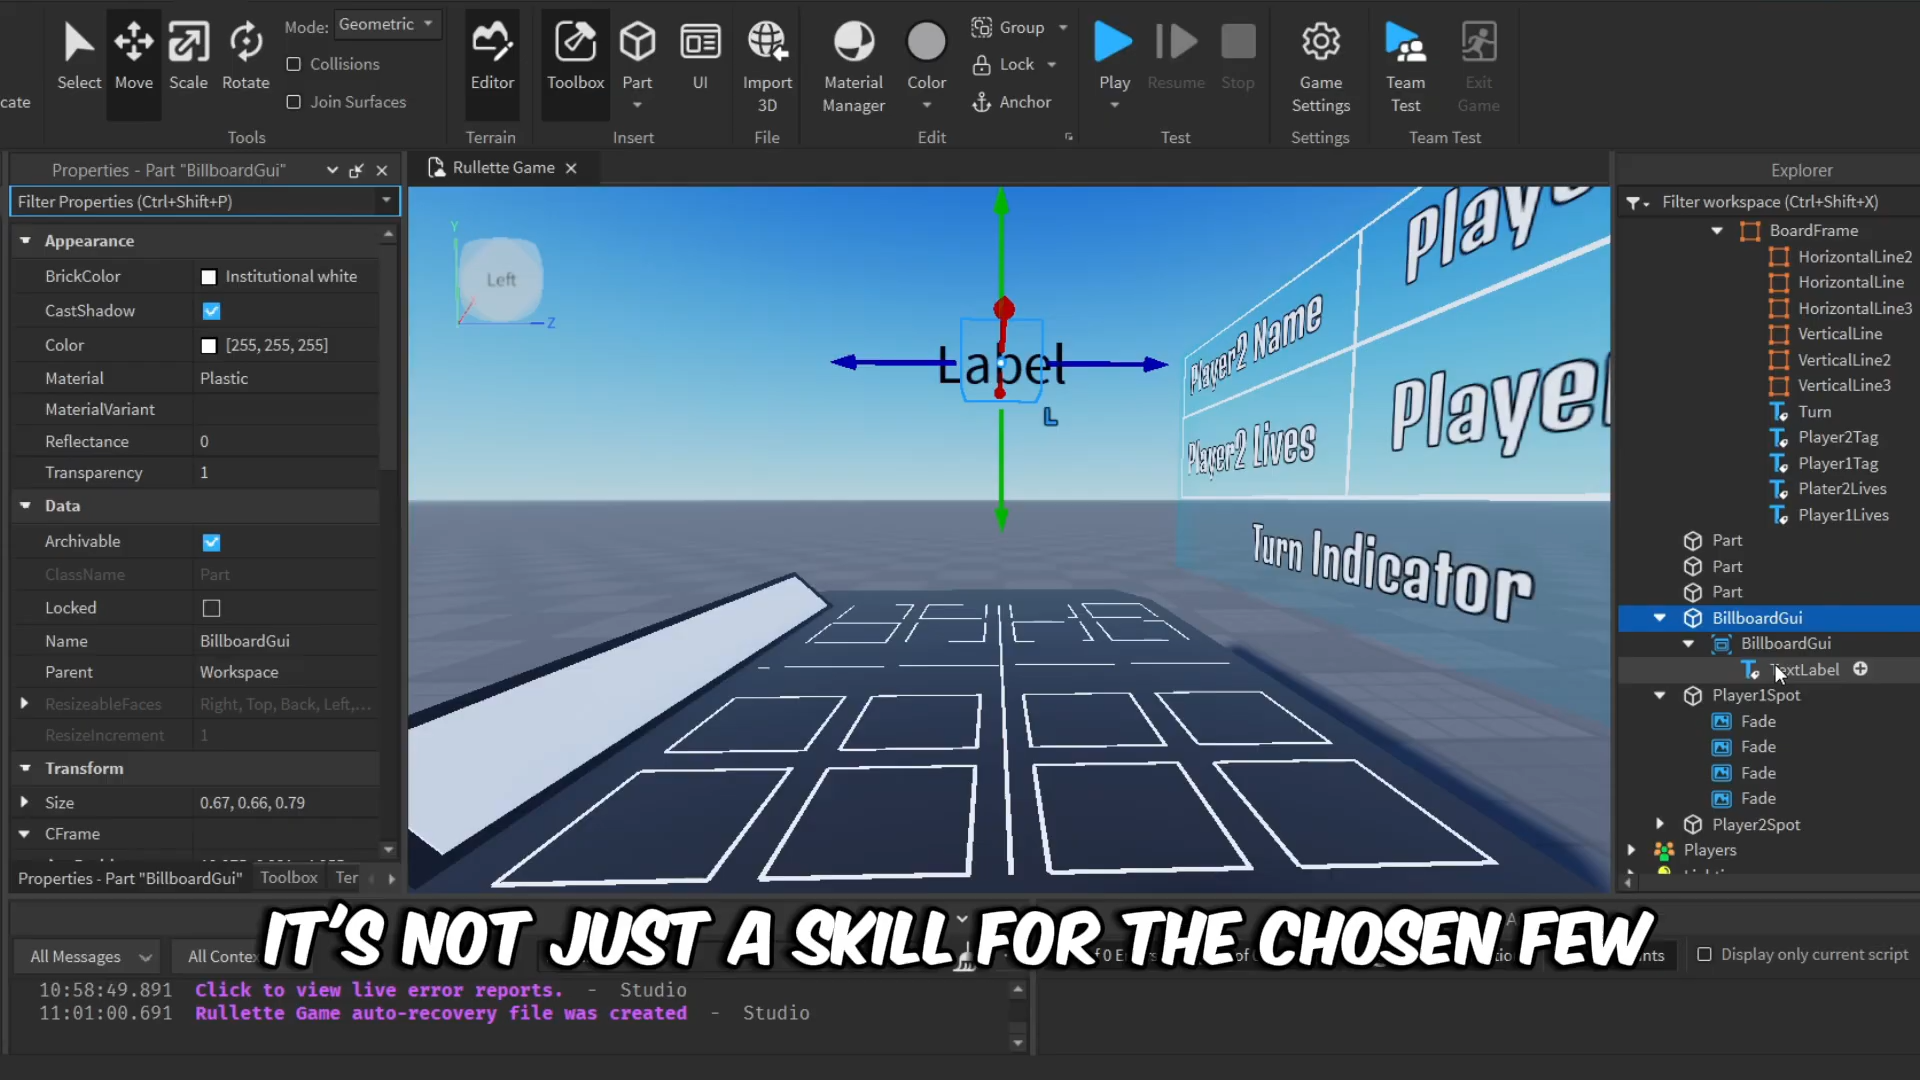 cate
Select
Move
Scale
Rotate
Mode: Geometric
Collisions
Join Surfaces
Tools
Editor
Terrain
Toolbox
Part
UI
Insert
Import
3D
File
Material
Manager
Color
Group
Lock
Anchor
Edit
Play
Resume
Stop
Test
Game
Settings
Settings
Team
Test
Exit
Game
Team Test
Properties - Part "BillboardGui"
Filter Properties (Ctrl+Shift+P)
Appearance
BrickColor Institutional white
CastShadow
Color [255, 255, 255]
Material Plastic
MaterialVariant
Reflectance 0
Transparency 1
Data
Archivable
ClassName Part
Locked
Name BillboardGui
Parent Workspace
ResizeableFaces Right, Top, Back, Left,...
ResizeIncrement 1
Transform
Size 0.67, 0.66, 0.79
CFrame
Properties - Part "BillboardGui" Toolbox Ter
Rullette Game
Y
Left
Z
Label
L
Player2 Name
Playe
Player2 Lives
Player
Turn Indicator
Explorer
Filter workspace (Ctrl+Shift+X)
BoardFrame
HorizontalLine2
HorizontalLine
HorizontalLine3
VerticalLine
VerticalLine2
VerticalLine3
Turn
Player2Tag
Player1Tag
Plater2Lives
Player1Lives
Part
Part
Part
BillboardGui
BillboardGui
TextLabel
Player1Spot
Fade
Fade
Fade
Fade
Player2Spot
Players
IT'S NOT JUST A SKILL FOR THE CHOSEN FEW
All Messages
All Conte
Display only current script
10:58:49.891 Click to view live error reports. - Studio
11:01:00.691 Rullette Game auto-recovery file was created - Studio